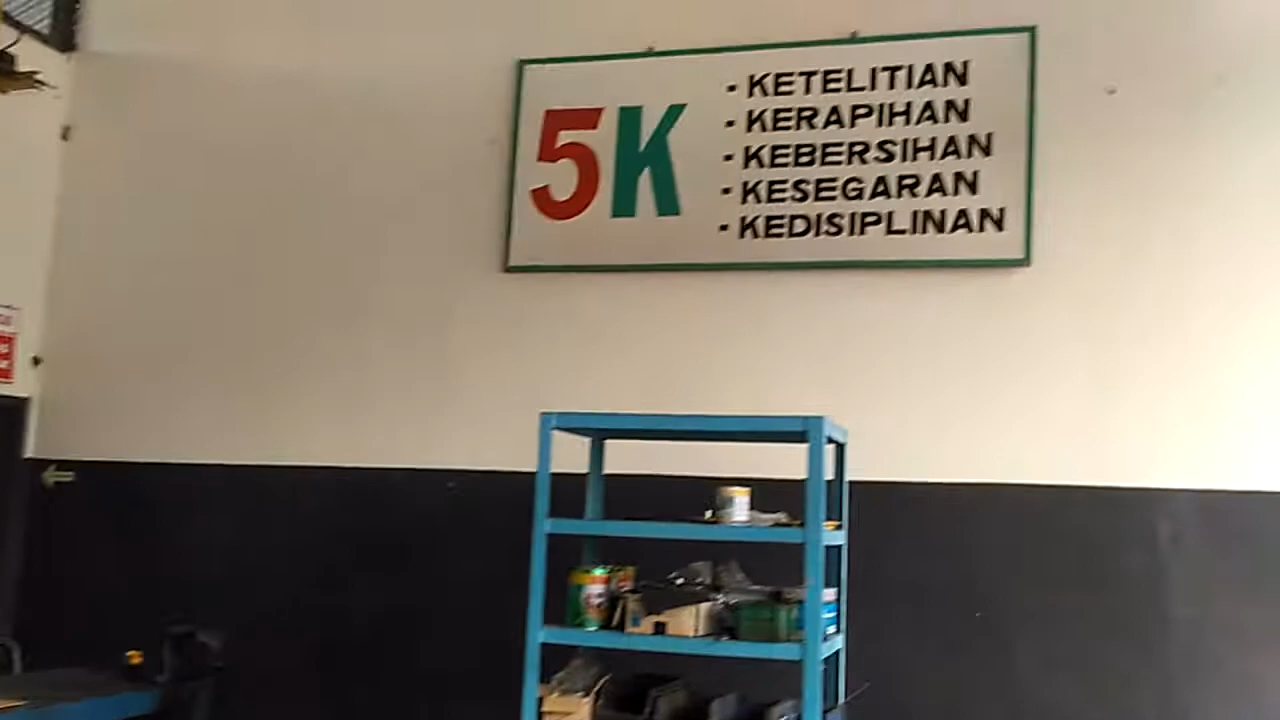 5K
- KETELITIAN
- KERAPIHAN
- KEBERSIHAN
- KESEGARAN
- KEDISIPLINAN